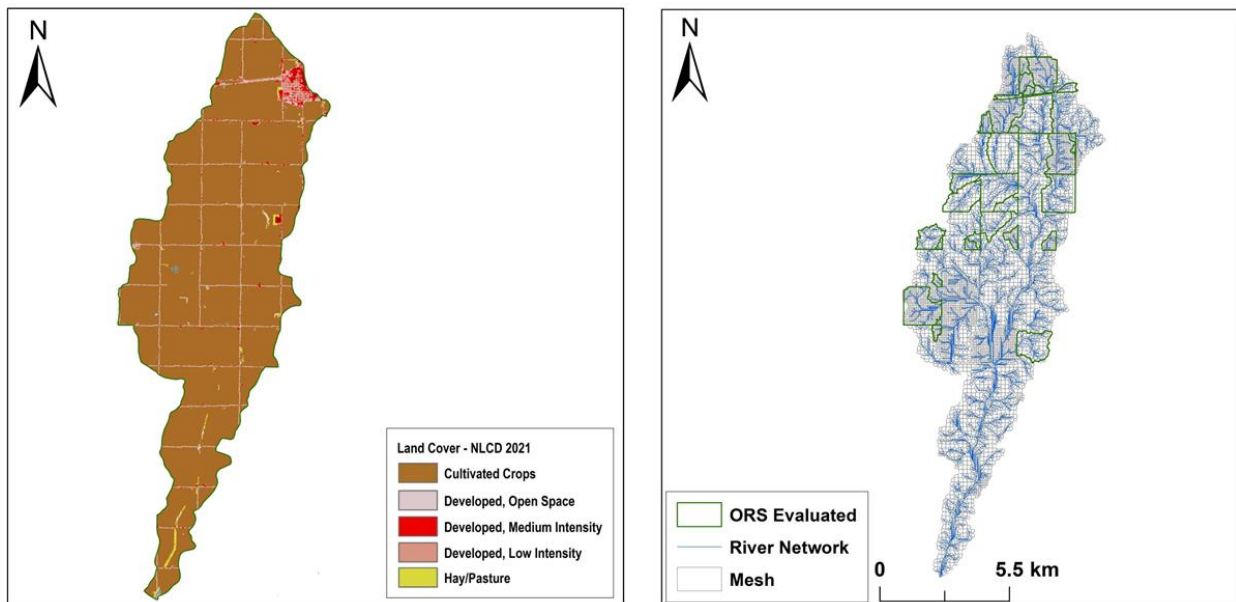 N
Land Cover - NLCD 2021
Cultivated Crops
Developed, Open Space
Developed, Medium Intensity
Developed, Low Intensity
Hay/Pasture
N
ORS Evaluated
River Network
Mesh
0 5.5 km